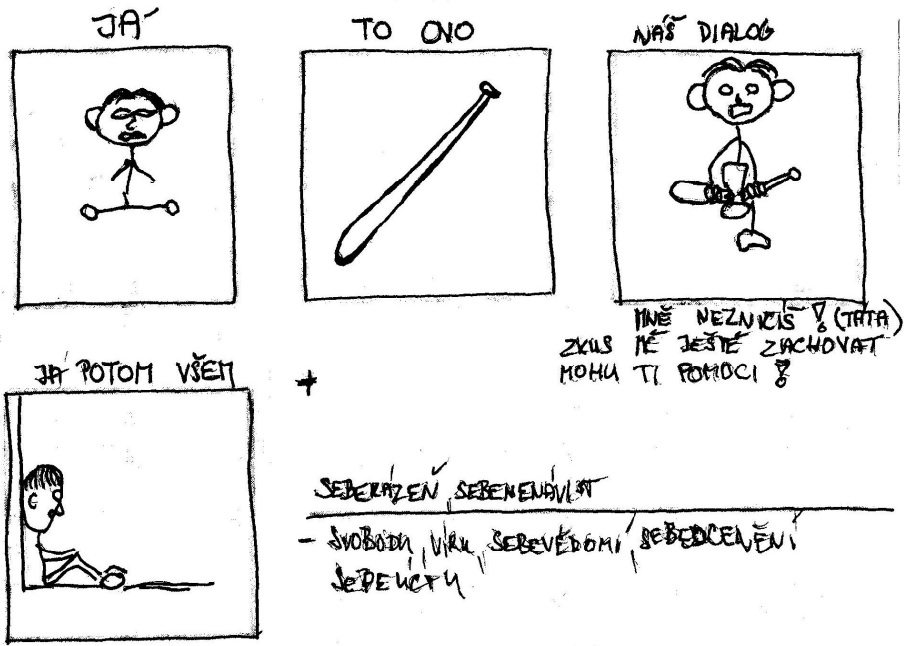 JÁ
TO ONO
NÁŠ DIALOG
MNĚ NEZNIČÍŠ! (TÁTA)
ZKUS MĚ JEŠTĚ ZACHOVAT
MOHU TI POMOCI!
JÁ POTOM VŠEM
+
SEBEKÁZEŇ, SEBENENÁVIST
- SVOBODU, VÍRU, SEBEVĚDOMÍ, SEBEOCENĚNÍ,
SEBEÚCTU